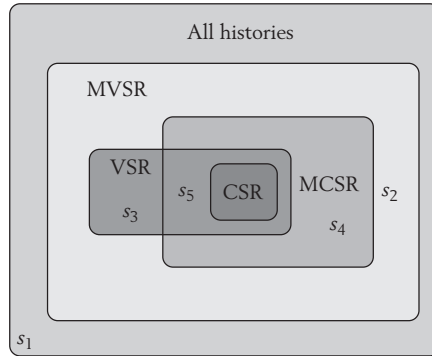 All histories
MVSR
VSR
s5
CSR
MCSR
s2
s3
s4
s1